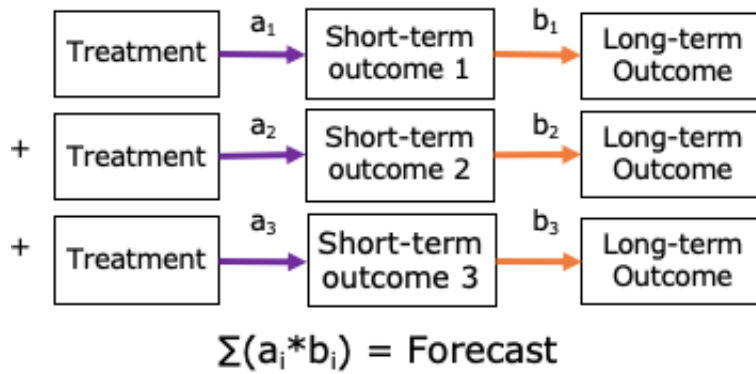 a₁ b₁
Treatment Short-term outcome 1 Long-term Outcome
a₂ b₂
+ Treatment Short-term outcome 2 Long-term Outcome
a₃ b₃
+ Treatment Short-term outcome 3 Long-term Outcome
Σ(aᵢ*bᵢ) = Forecast